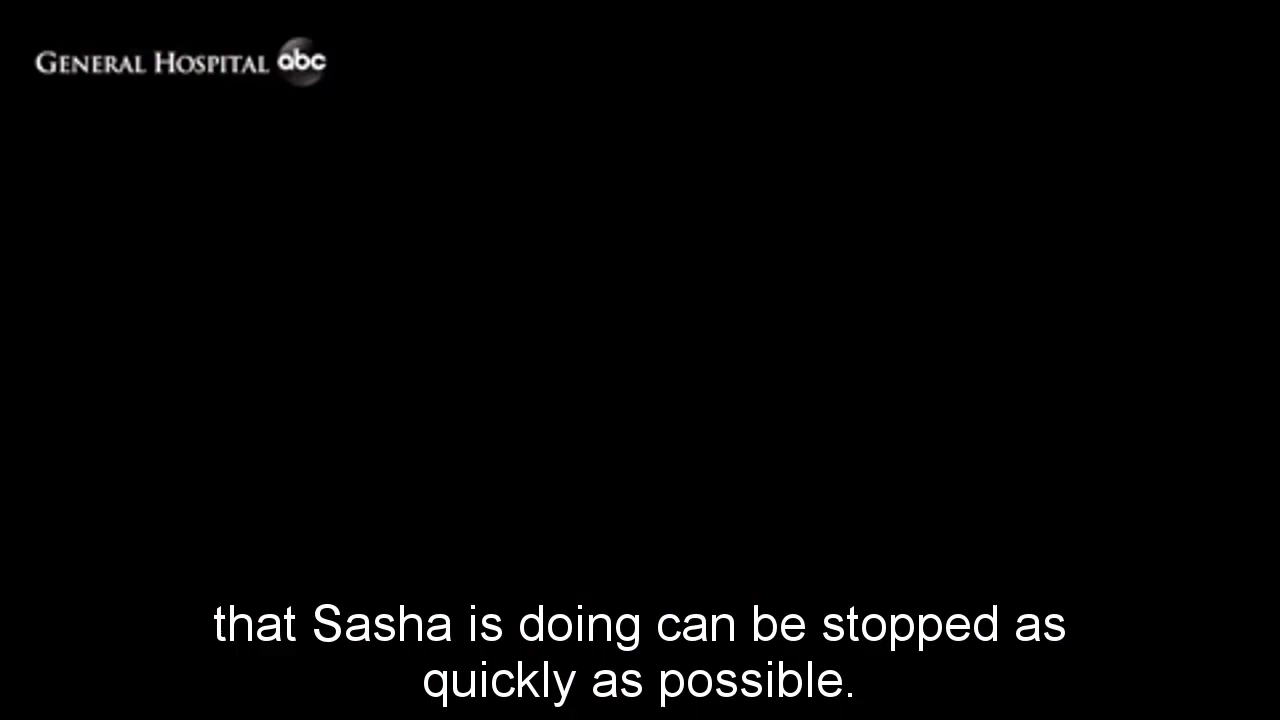 General Hospital abc
that Sasha is doing can be stopped as
quickly as possible.